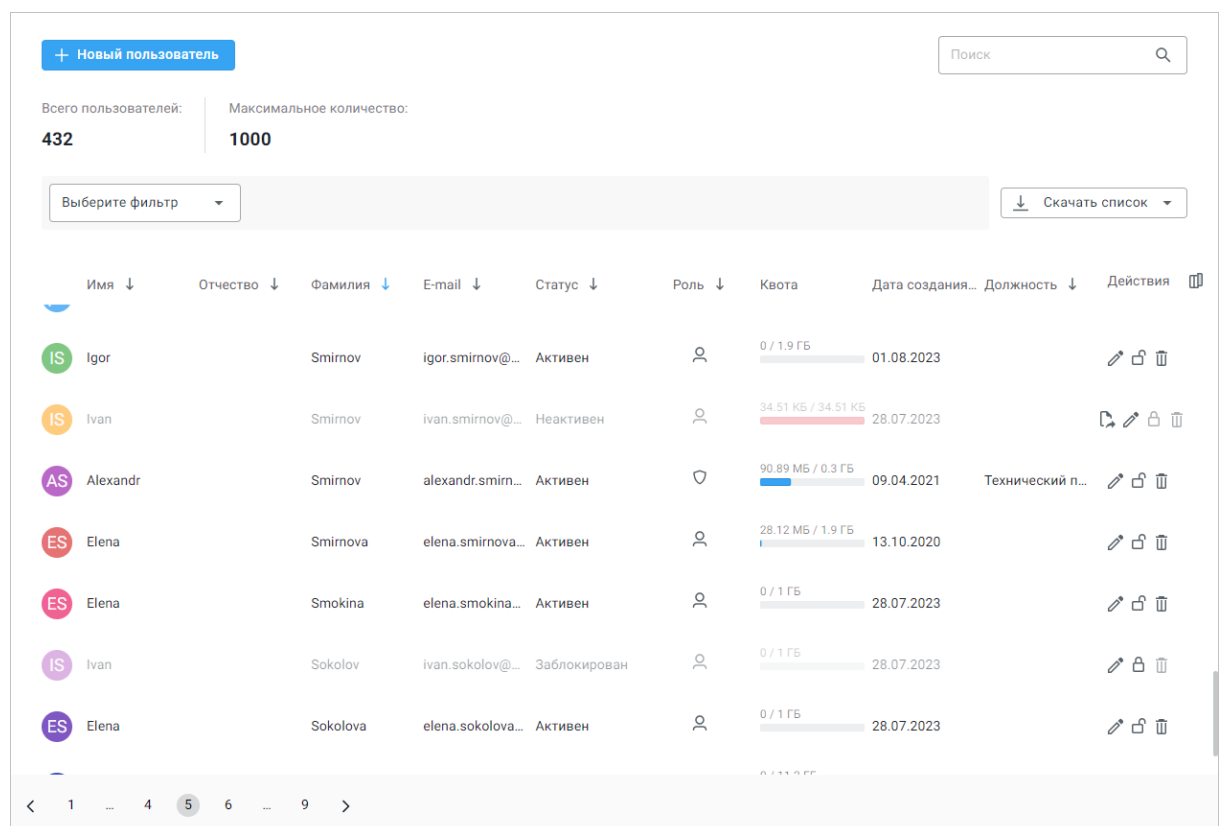 Новый пользователь
Поиск
Всего пользователей: Максимальное количество:
432 1000
Выберите фильтр Скачать список
Имя Отчество Фамилия E-mail Статус Роль Квота Дата создания... Должность Действия
IS Igor Smirnov igor.smirnov@... Активен 0 / 1.9 ГБ 01.08.2023
IS Ivan Smirnov ivan.smirnov@... Неактивен 34.51 КБ / 34.51 КБ 28.07.2023
AS Alexandr Smirnov alexandr.smirn... Активен 90.89 МБ / 0.3 ГБ 09.04.2021 Технический п...
ES Elena Smirnova elena.smirnova... Активен 28.12 МБ / 1.9 ГБ 13.10.2020
ES Elena Smokina elena.smokina... Активен 0 / 1 ГБ 28.07.2023
IS Ivan Sokolov ivan.sokolov@... Заблокирован 0 / 1 ГБ 28.07.2023
ES Elena Sokolova elena.sokolova... Активен 0 / 1 ГБ 28.07.2023
1 ... 4 5 6 ... 9